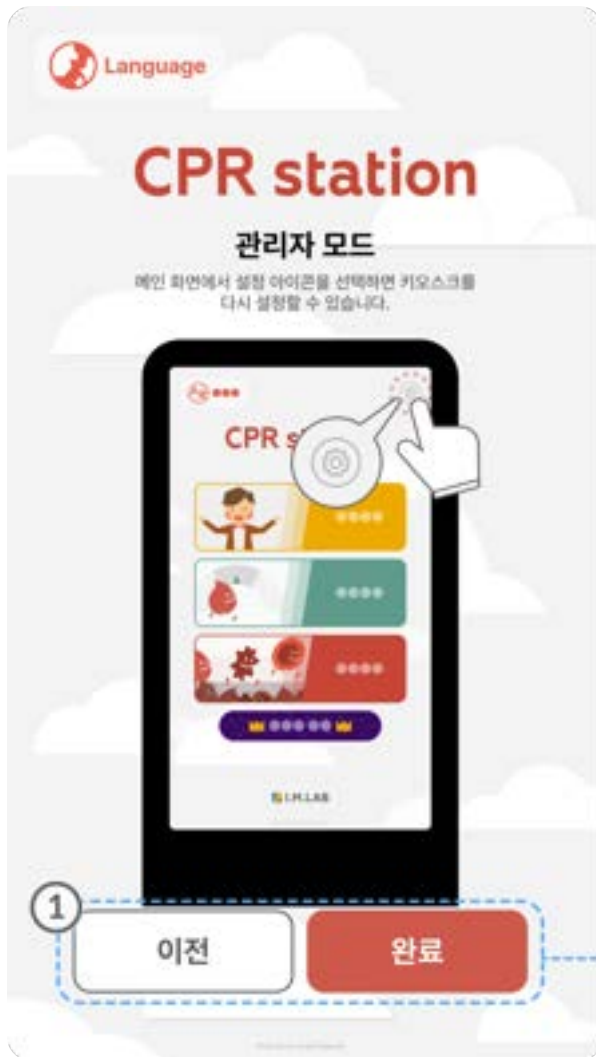 Language
CPR station
관리자 모드
메인 화면에서 설정 아이콘을 선택하면 키오스크를
다시 설정할 수 있습니다.
CPR s
I.M.LAB
1
이전
완료